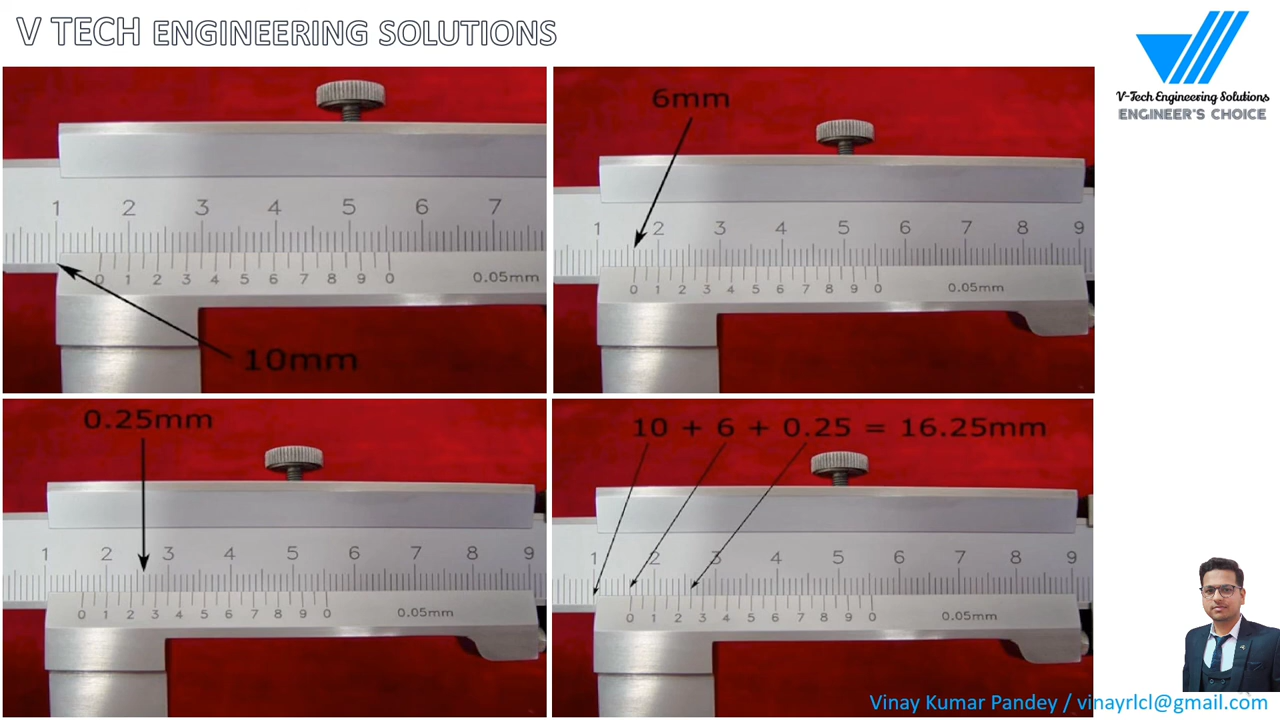 V TECH ENGINEERING SOLUTIONS
V-Tech Engineering Solutions
ENGINEER'S CHOICE
1 2 3 4 5 6 7
0 1 2 3 4 5 6 7 8 9 0 0.05mm
10mm
6mm
1 2 3 4 5 6 7 8 9
0 1 2 3 4 5 6 7 8 9 0 0.05mm
0.25mm
1 2 3 4 5 6 7 8 9
0 1 2 3 4 5 6 7 8 9 0 0.05mm
10 + 6 + 0.25 = 16.25mm
1 2 3 4 5 6 7 8 9
0 1 2 3 4 5 6 7 8 9 0 0.05mm
Vinay Kumar Pandey / vinayrlcl@gmail.com